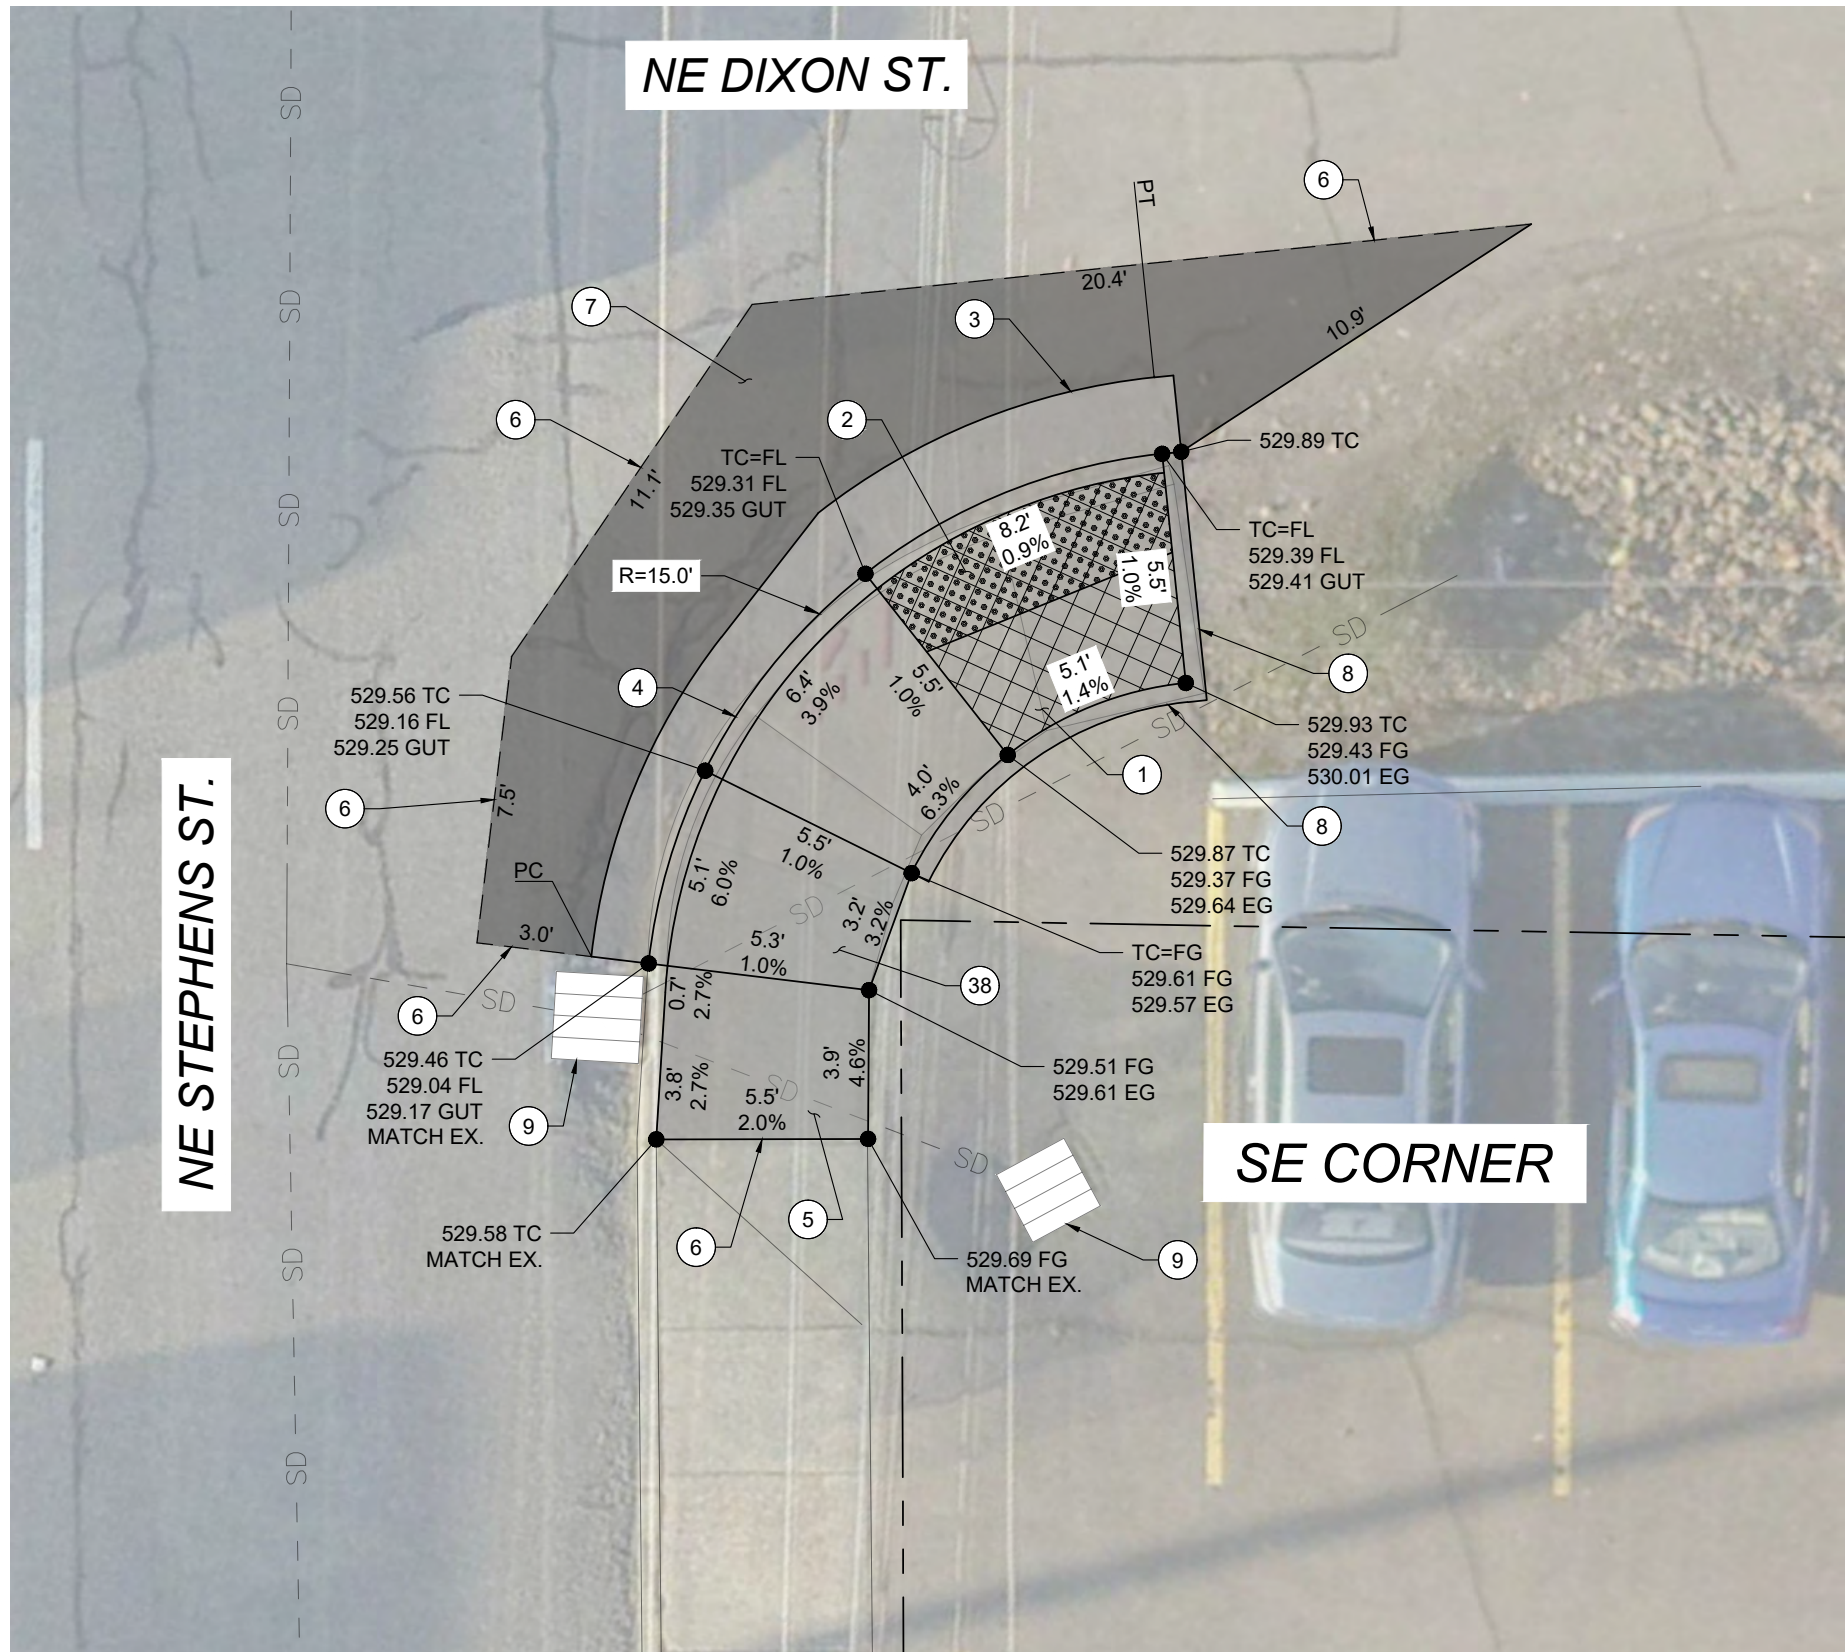 NE DIXON ST.
PT
6
20.4'
10.9'
7
3
6
2
11.1'
TC=FL
529.31 FL
529.35 GUT
529.89 TC
8.2'
0.9%
5.5'
1.0%
TC=FL
529.39 FL
529.41 GUT
R=15.0'
4
6.4'
3.9%
5.5'
1.0%
5.1'
1.4%
8
529.56 TC
529.16 FL
529.25 GUT
529.93 TC
529.43 FG
530.01 EG
1
8
6
7.5'
4.0'
6.3%
NE STEPHENS ST.
PC
5.5'
1.0%
5.1'
6.0%
529.87 TC
529.37 FG
529.64 EG
3.2'
3.2%
3.0'
5.3'
1.0%
TC=FG
529.61 FG
529.57 EG
38
6
0.7'
2.7%
529.46 TC
529.04 FL
529.17 GUT
MATCH EX.
9
3.9'
4.6%
529.51 FG
529.61 EG
3.8'
2.7%
5.5'
2.0%
SE CORNER
5
6
529.58 TC
MATCH EX.
529.69 FG
MATCH EX.
9
SD
SD
SD
SD
SD
SD
SD
SD
SD
SD
SD
SD
SD
SD